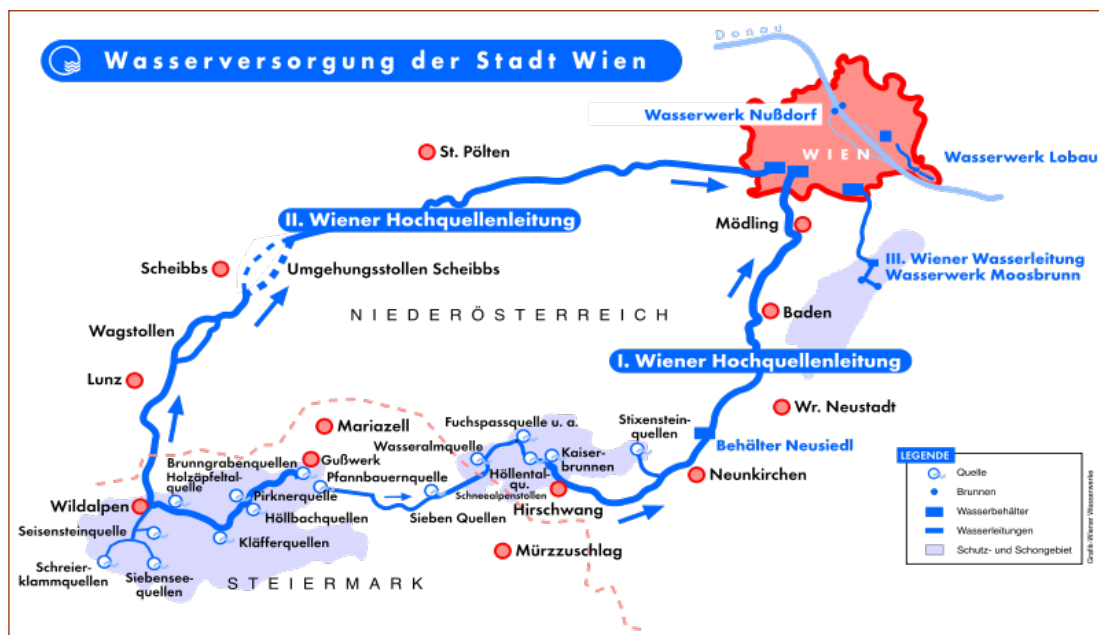 Wasserversorgung der Stadt Wien
Donau
Wasserwerk Nußdorf
WIEN
Wasserwerk Lobau
St. Pölten
II. Wiener Hochquellenleitung
Mödling
Scheibbs
Umgehungsstollen Scheibbs
III. Wiener Wasserleitung
Wasserwerk Moosbrunn
NIEDERÖSTERREICH
Baden
Wagstollen
I. Wiener Hochquellenleitung
Lunz
Wr. Neustadt
Mariazell
Fuchspassquelle u. a.
Stixenstein-
quellen
Wasseralmquelle
Kaiser-
brunnen
Behälter Neusiedl
Gußwerk
Brunngrabenquellen
Holzäpfeltal-
quelle
Pfannbauernquelle
Höllental-
qu.
Schneealpenstollen
Hirschwang
Neunkirchen
Pirknerquelle
Wildalpen
Höllbachquellen
Sieben Quellen
Seisensteinquelle
Kläfferquellen
Mürzzuschlag
Schreier-
klammquellen
Siebensee-
quellen
STEIERMARK
LEGENDE
Quelle
Brunnen
Wasserbehälter
Wasserleitungen
Schutz- und Schongebiet
Grafik-Wiener Wasserwerke